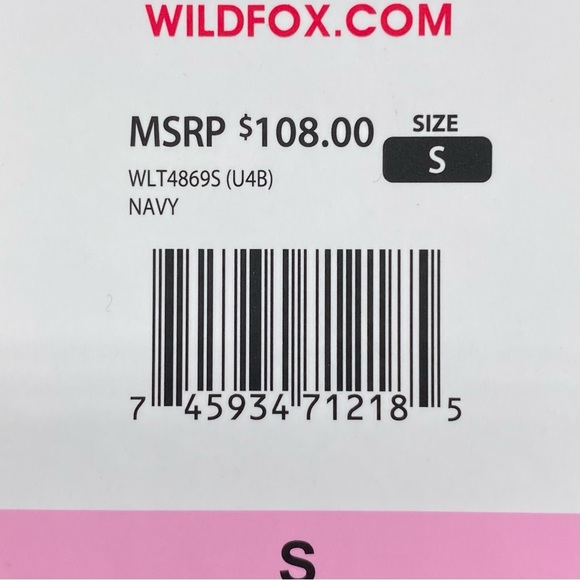 WILDFOX.COM
MSRP $108.00
SIZE
S
WLT4869S (U4B)
NAVY
7 45934 71218 5
S